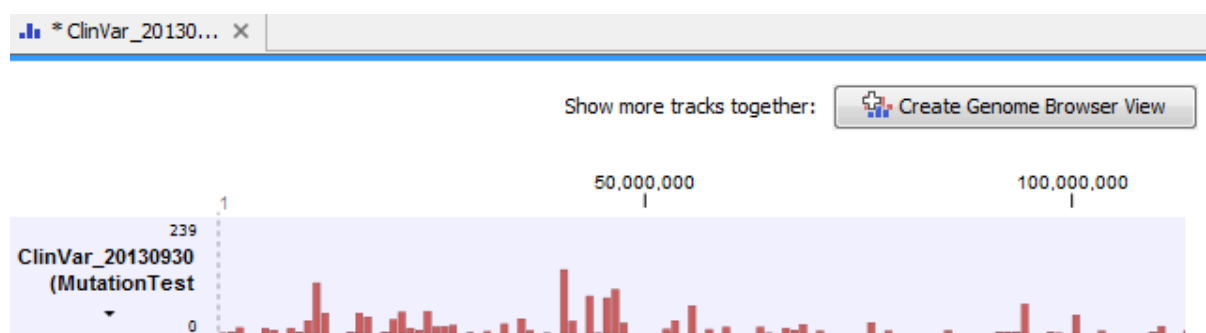 * ClinVar_20130...
Show more tracks together: Create Genome Browser View
50,000,000 100,000,000
1
239
ClinVar_20130930
(MutationTest
0